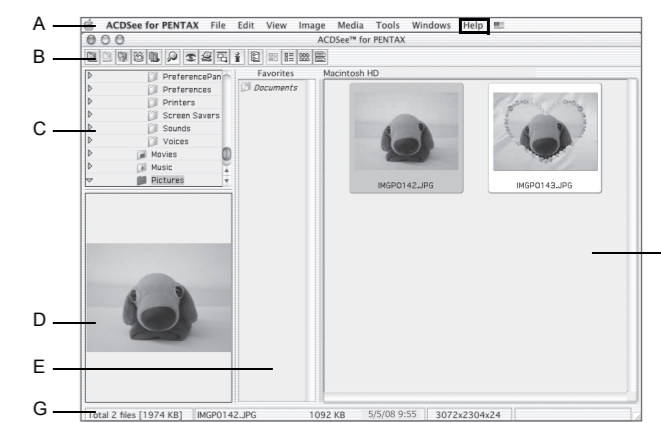 A
ACDSee for PENTAX File Edit View Image Media Tools Windows Help
ACDSee™ for PENTAX
B
Favorites
Macintosh HD
C
PreferencePan
Preferences
Printers
Screen Savers
Sounds
Voices
Movies
Music
Pictures
Documents
IMGP0142.JPG
IMGP0143.JPG
D
E
G
Total 2 files [1974 KB] IMGP0142.JPG 1092 KB 5/5/08 9:55 3072x2304x24